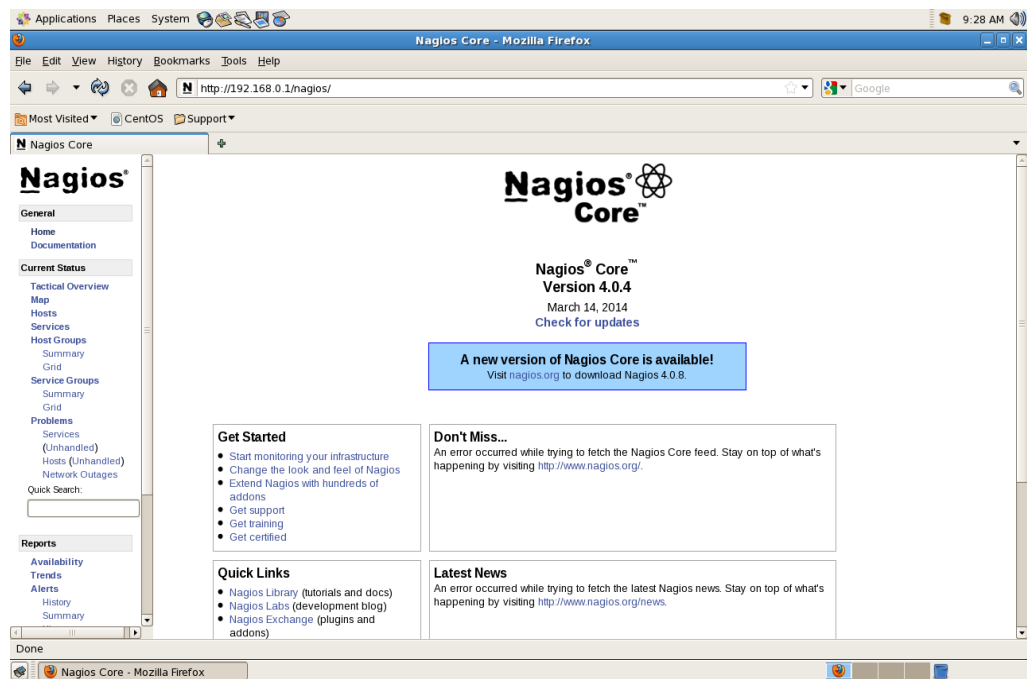 Applications Places System
9:28 AM
Nagios Core - Mozilla Firefox
File Edit View History Bookmarks Tools Help
N http://192.168.0.1/nagios/
Google
Most Visited CentOS Support
N Nagios Core
Nagios®
General
Home
Documentation
Current Status
Tactical Overview
Map
Hosts
Services
Host Groups
Summary
Grid
Service Groups
Summary
Grid
Problems
Services
(Unhandled)
Hosts (Unhandled)
Network Outages
Quick Search:
Reports
Availability
Trends
Alerts
History
Summary
Nagios®
Core™
Nagios® Core™
Version 4.0.4
March 14, 2014
Check for updates
A new version of Nagios Core is available!
Visit nagios.org to download Nagios 4.0.8.
Get Started
Start monitoring your infrastructure
Change the look and feel of Nagios
Extend Nagios with hundreds of
addons
Get support
Get training
Get certified
Don't Miss...
An error occurred while trying to fetch the Nagios Core feed. Stay on top of what's
happening by visiting http://www.nagios.org/.
Quick Links
Nagios Library (tutorials and docs)
Nagios Labs (development blog)
Nagios Exchange (plugins and
addons)
Latest News
An error occurred while trying to fetch the latest Nagios news. Stay on top of what's
happening by visiting http://www.nagios.org/news.
Done
Nagios Core - Mozilla Firefox